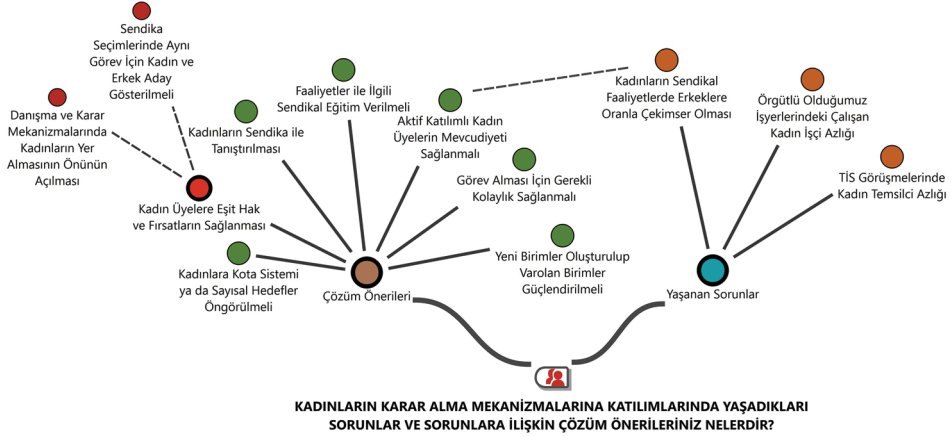 Sendika
Seçimlerinde Aynı
Görev İçin Kadın ve
Erkek Aday
Gösterilmeli
Danışma ve Karar
Mekanizmalarında
Kadınların Yer
Almasının Önünün
Açılması
Kadınların Sendika ile
Tanıştırılması
Faaliyetler ile İlgili
Sendikal Eğitim Verilmeli
Aktif Katılımlı Kadın
Üyelerin Mevcudiyeti
Sağlanmalı
Kadınların Sendikal
Faaliyetlerde Erkeklere
Oranla Çekimser Olması
Örgütlü Olduğumuz
İşyerlerindeki Çalışan
Kadın İşçi Azlığı
TİS Görüşmelerinde
Kadın Temsilci Azlığı
Görev Alması İçin Gerekli
Kolaylık Sağlanmalı
Kadın Üyelere Eşit Hak
ve Fırsatların Sağlanması
Kadınlara Kota Sistemi
ya da Sayısal Hedefler
Öngörülmeli
Yeni Birimler Oluşturulup
Varolan Birimler
Güçlendirilmeli
Çözüm Önerileri
Yaşanan Sorunlar
KADINLARIN KARAR ALMA MEKANİZMALARINA KATILIMLARINDA YAŞADIKLARI
SORUNLAR VE SORUNLARA İLİŞKİN ÇÖZÜM ÖNERİLERİNİZ NELERDİR?